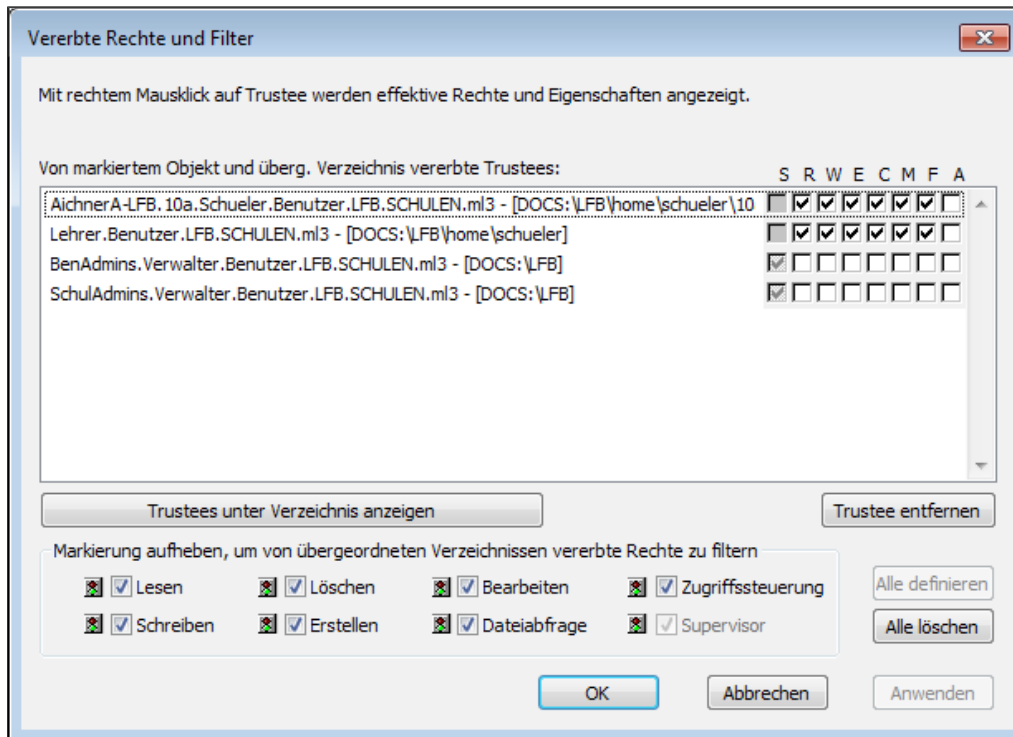 Vererbte Rechte und Filter
Mit rechtem Mausklick auf Trustee werden effektive Rechte und Eigenschaften angezeigt.
Von markiertem Objekt und überg. Verzeichnis vererbte Trustees:
S R W E C M F A
AichnerA-LFB.10a.Schueler.Benutzer.LFB.SCHULEN.ml3 - [DOCS:\LFB\home\schueler\10
Lehrer.Benutzer.LFB.SCHULEN.ml3 - [DOCS:\LFB\home\schueler]
BenAdmins.Verwalter.Benutzer.LFB.SCHULEN.ml3 - [DOCS:\LFB]
SchulAdmins.Verwalter.Benutzer.LFB.SCHULEN.ml3 - [DOCS:\LFB]
Trustees unter Verzeichnis anzeigen
Trustee entfernen
Markierung aufheben, um von übergeordneten Verzeichnissen vererbte Rechte zu filtern
Lesen Löschen Bearbeiten Zugriffssteuerung
Alle definieren
Schreiben Erstellen Dateiabfrage Supervisor
Alle löschen
OK Abbrechen Anwenden